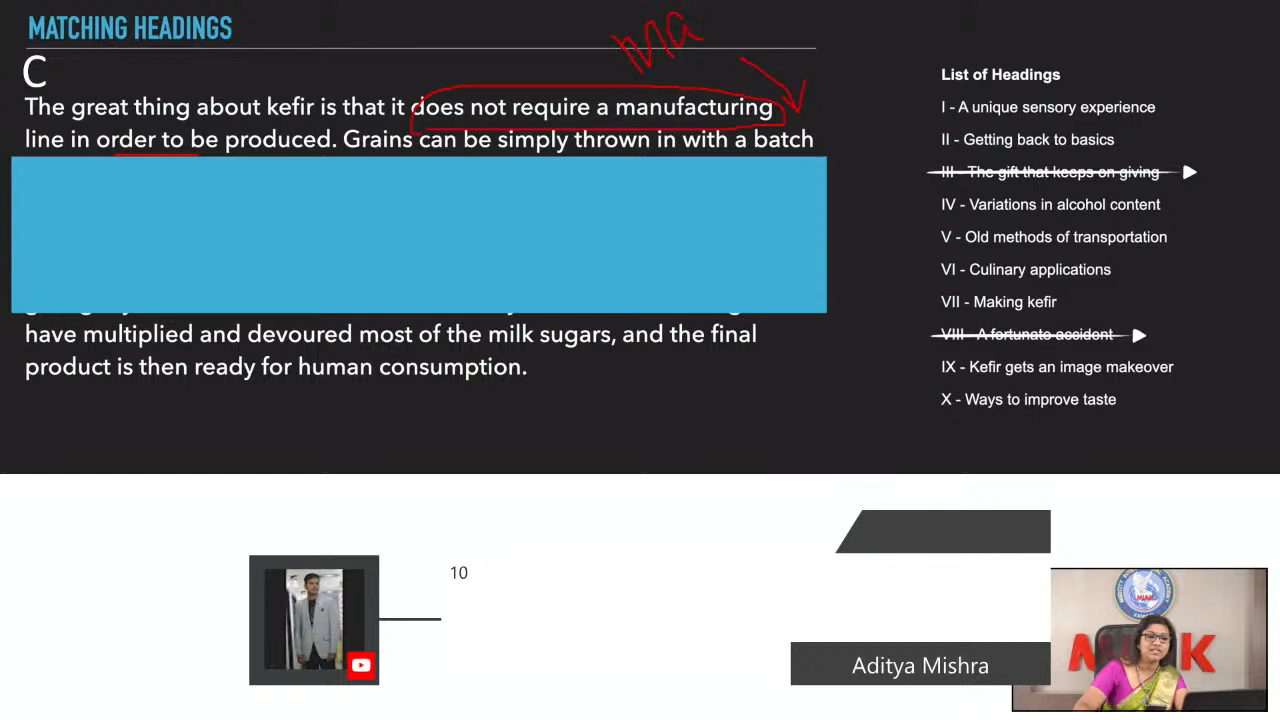 MATCHING HEADINGS
ma
C
The great thing about kefir is that it does not require a manufacturing
line in order to be produced. Grains can be simply thrown in with a batch
have multiplied and devoured most of the milk sugars, and the final
product is then ready for human consumption.
List of Headings
I - A unique sensory experience
II - Getting back to basics
III - The gift that keeps on giving
IV - Variations in alcohol content
V - Old methods of transportation
VI - Culinary applications
VII - Making kefir
VIII - A fortunate accident
IX - Kefir gets an image makeover
X - Ways to improve taste
10
Aditya Mishra
MIAK